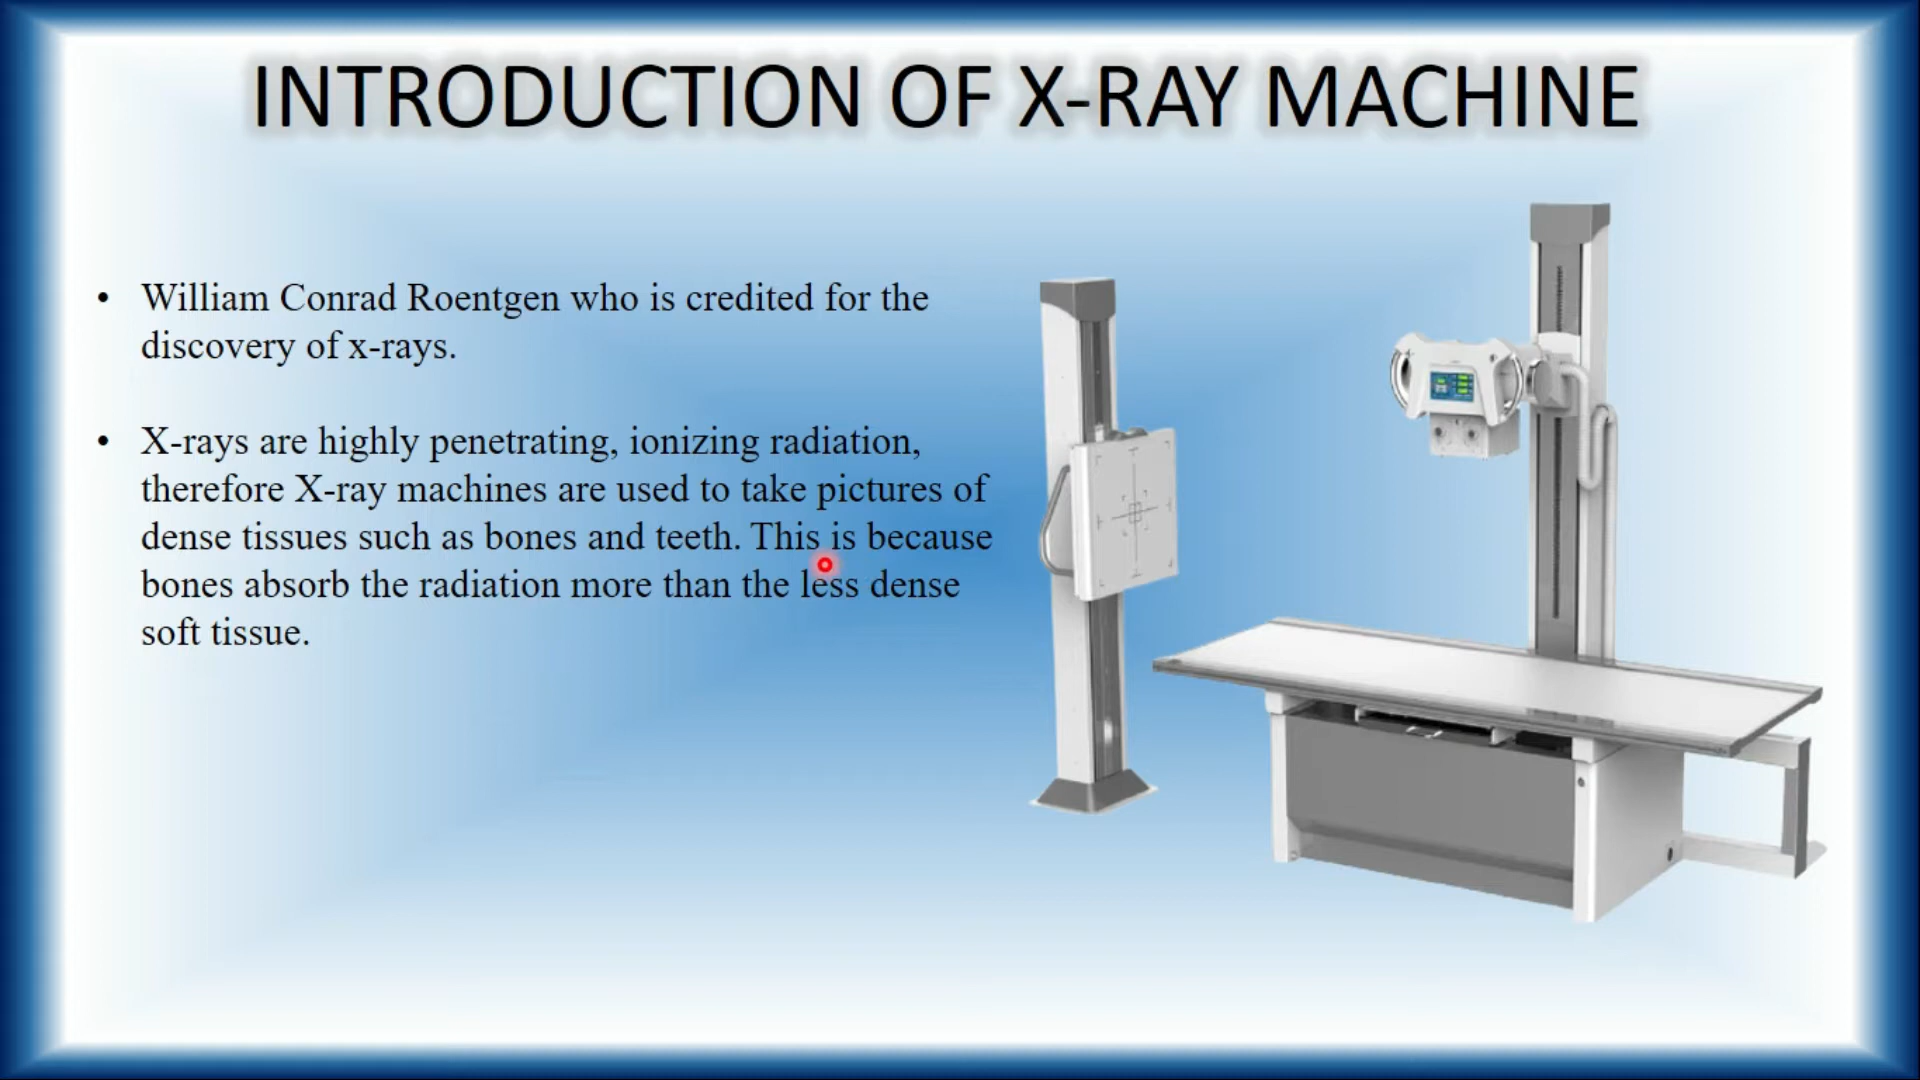 INTRODUCTION OF X-RAY MACHINE
• William Conrad Roentgen who is credited for the
discovery of x-rays.
• X-rays are highly penetrating, ionizing radiation,
therefore X-ray machines are used to take pictures of
dense tissues such as bones and teeth. This is because
bones absorb the radiation more than the less dense
soft tissue.